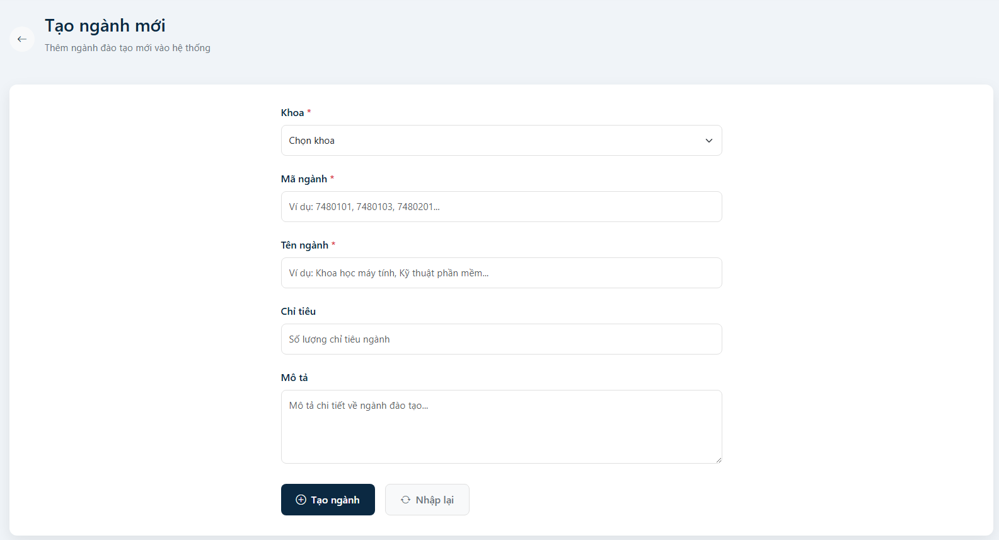 Tạo ngành mới
Thêm ngành đào tạo mới vào hệ thống
Khoa *
Chọn khoa
Mã ngành *
Ví dụ: 7480101, 7480103, 7480201...
Tên ngành *
Ví dụ: Khoa học máy tính, Kỹ thuật phần mềm...
Chỉ tiêu
Số lượng chỉ tiêu ngành
Mô tả
Mô tả chi tiết về ngành đào tạo...
Tạo ngành
Nhập lại